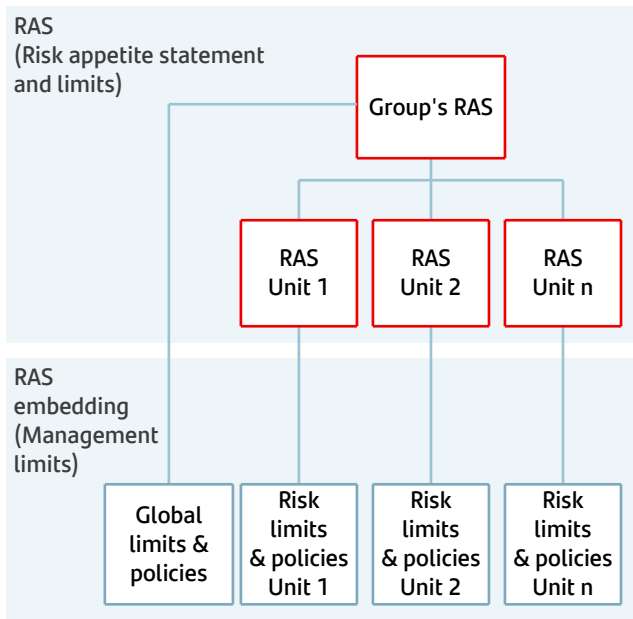 RAS
(Risk appetite statement
and limits)
Group's RAS
RAS
Unit 1
RAS
Unit 2
RAS
Unit n
RAS
embedding
(Management
limits)
Global
limits &
policies
Risk
limits
& policies
Unit 1
Risk
limits
& policies
Unit 2
Risk
limits
& policies
Unit n